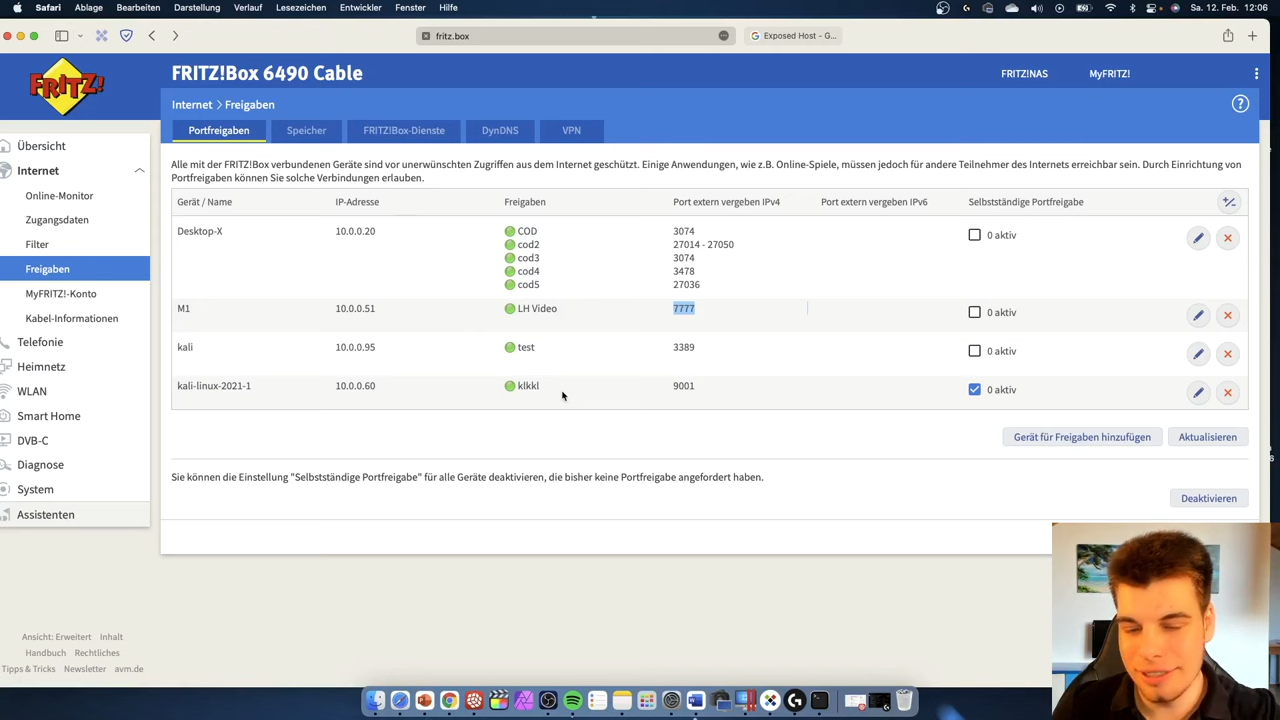 Safari Ablage Bearbeiten Darstellung Verlauf Lesezeichen Entwickler Fenster Hilfe Sa. 12. Feb. 12:06
fritz.box
Exposed Host - G...
FRITZ!
FRITZ!Box 6490 Cable
FRITZ!NAS
MyFRITZ!
Internet > Freigaben
Portfreigaben Speicher FRITZ!Box-Dienste DynDNS VPN
Übersicht
Internet
Online-Monitor
Zugangsdaten
Filter
Freigaben
MyFRITZ!-Konto
Kabel-Informationen
Telefonie
Heimnetz
WLAN
Smart Home
DVB-C
Diagnose
System
Assistenten
Ansicht: Erweitert Inhalt
Handbuch Rechtliches
Tipps & Tricks Newsletter avm.de
Alle mit der FRITZ!Box verbundenen Geräte sind vor unerwünschten Zugriffen aus dem Internet geschützt. Einige Anwendungen, wie z.B. Online-Spiele, müssen jedoch für andere Teilnehmer des Internets erreichbar sein. Durch Einrichtung von
Portfreigaben können Sie solche Verbindungen erlauben.
Gerät / Name IP-Adresse Freigaben Port extern vergeben IPv4 Port extern vergeben IPv6 Selbstständige Portfreigabe
Desktop-X 10.0.0.20 COD 3074 0 aktiv
cod2 27014 - 27050
cod3 3074
cod4 3478
cod5 27036
M1 10.0.0.51 LH Video 7777 0 aktiv
kali 10.0.0.95 test 3389 0 aktiv
kali-linux-2021-1 10.0.0.60 klkkl 9001 0 aktiv
Gerät für Freigaben hinzufügen Aktualisieren
Sie können die Einstellung "Selbstständige Portfreigabe" für alle Geräte deaktivieren, die bisher keine Portfreigabe angefordert haben.
Deaktivieren